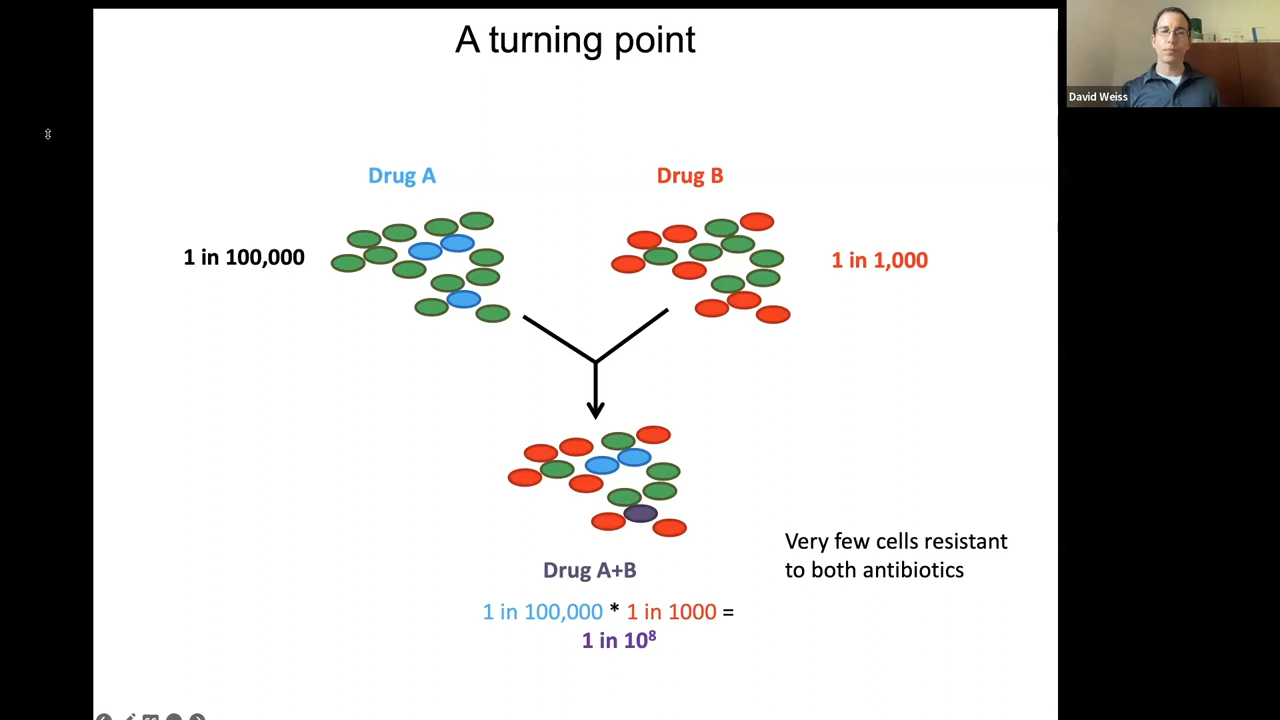 A turning point
David Weiss
Drug A
Drug B
1 in 100,000
1 in 1,000
Very few cells resistant
to both antibiotics
Drug A+B
1 in 100,000 * 1 in 1000 =
1 in 10⁸